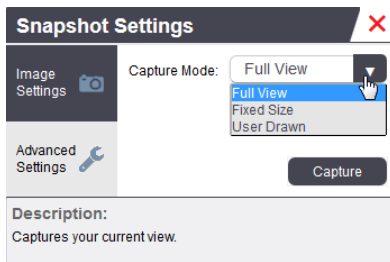 Snapshot Settings
Image
Settings
Capture Mode:
Full View
Full View
Fixed Size
User Drawn
Advanced
Settings
Capture
Description:
Captures your current view.